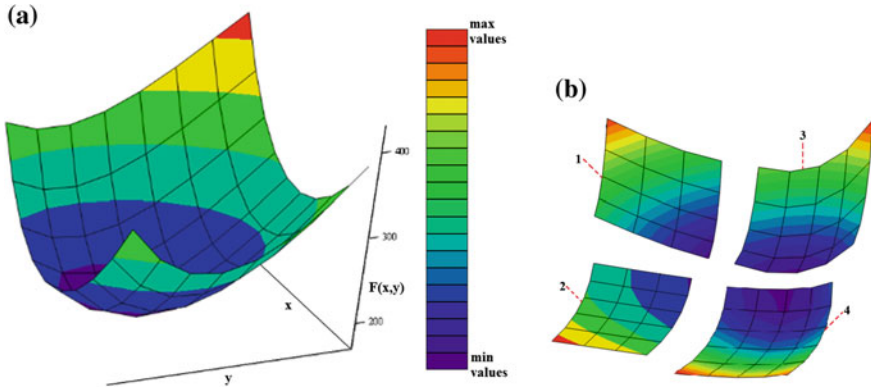 (a)
max
values
400
300
F(x,y)
200
x
y
min
values
(b)
1
3
2
4